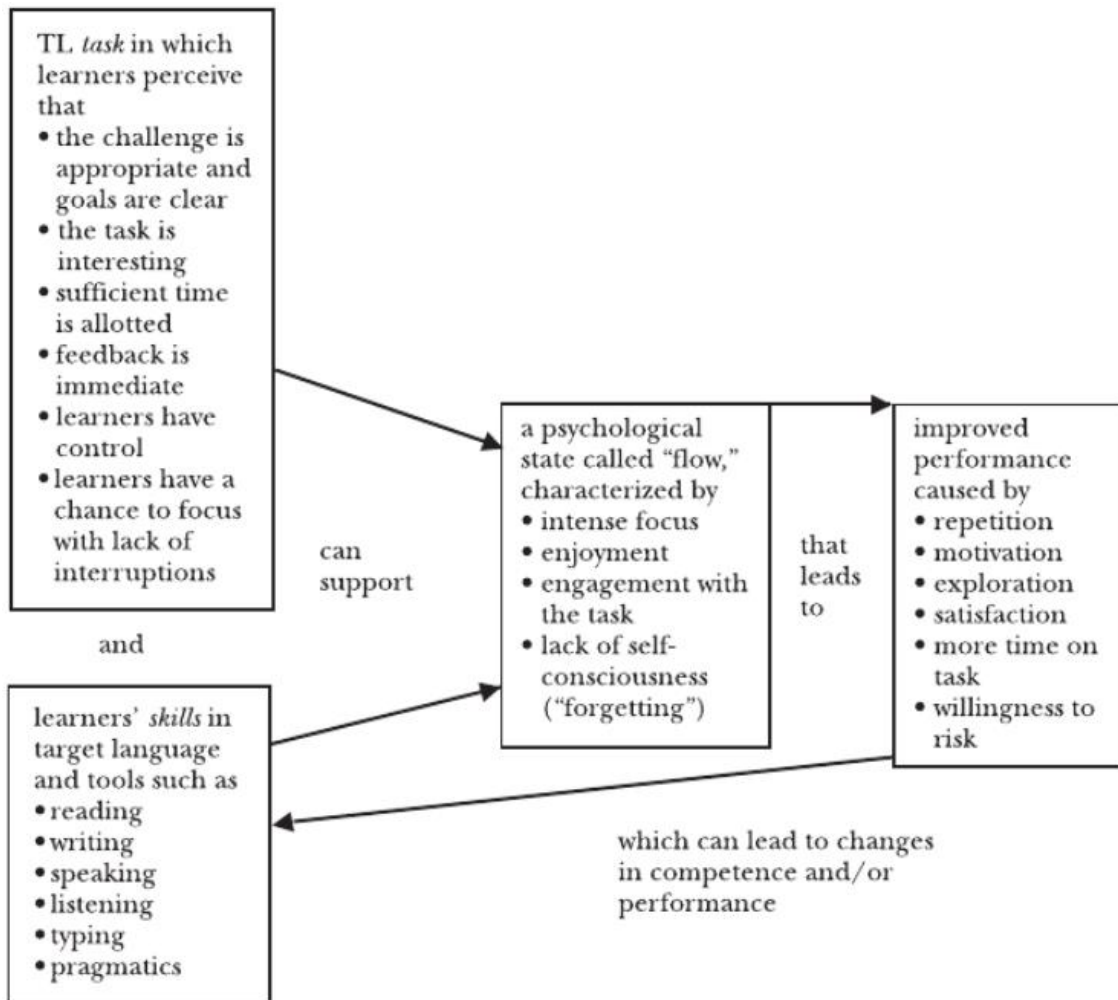 TL task in which
learners perceive
that
• the challenge is
appropriate and
goals are clear
• the task is
interesting
• sufficient time
is allotted
• feedback is
immediate
• learners have
control
• learners have a
chance to focus
with lack of
interruptions
and
learners’ skills in
target language
and tools such as
• reading
• writing
• speaking
• listening
• typing
• pragmatics
can
support
a psychological
state called “flow,”
characterized by
• intense focus
• enjoyment
• engagement with
the task
• lack of self-
consciousness
(“forgetting”)
that
leads
to
improved
performance
caused by
• repetition
• motivation
• exploration
• satisfaction
• more time on
task
• willingness to
risk
which can lead to changes
in competence and/or
performance